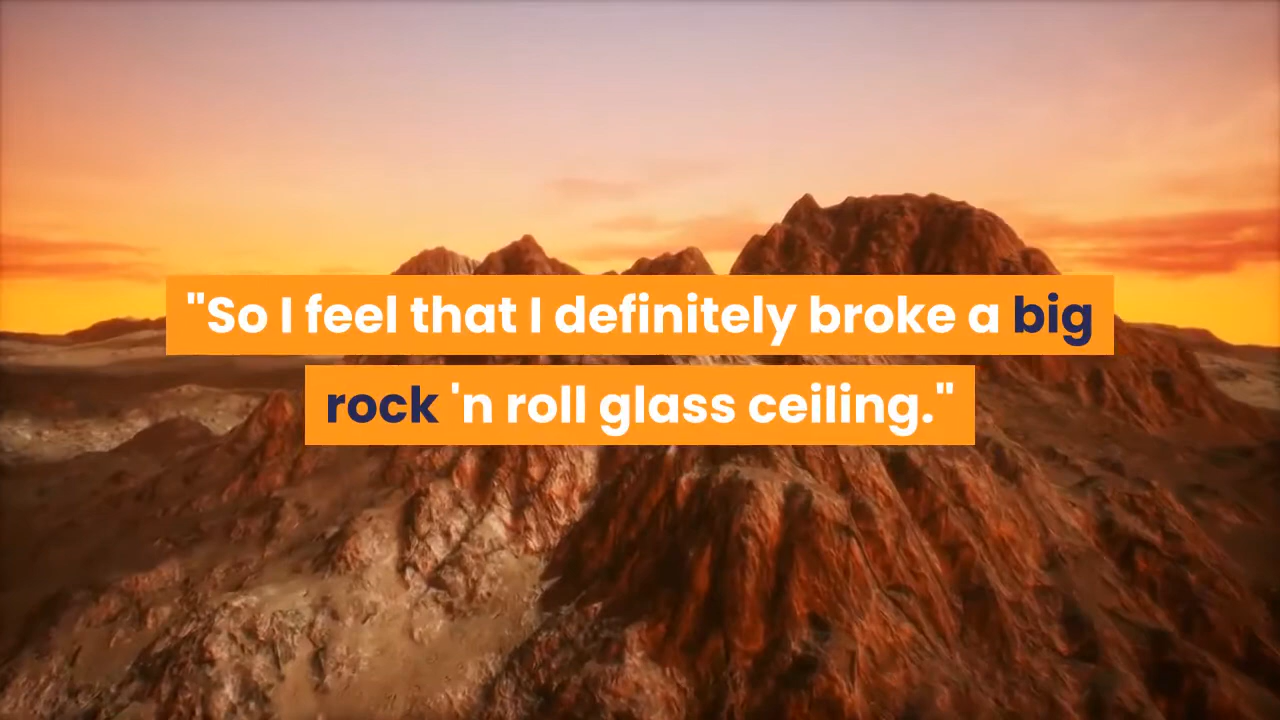 "So I feel that I definitely broke a big
rock 'n roll glass ceiling."